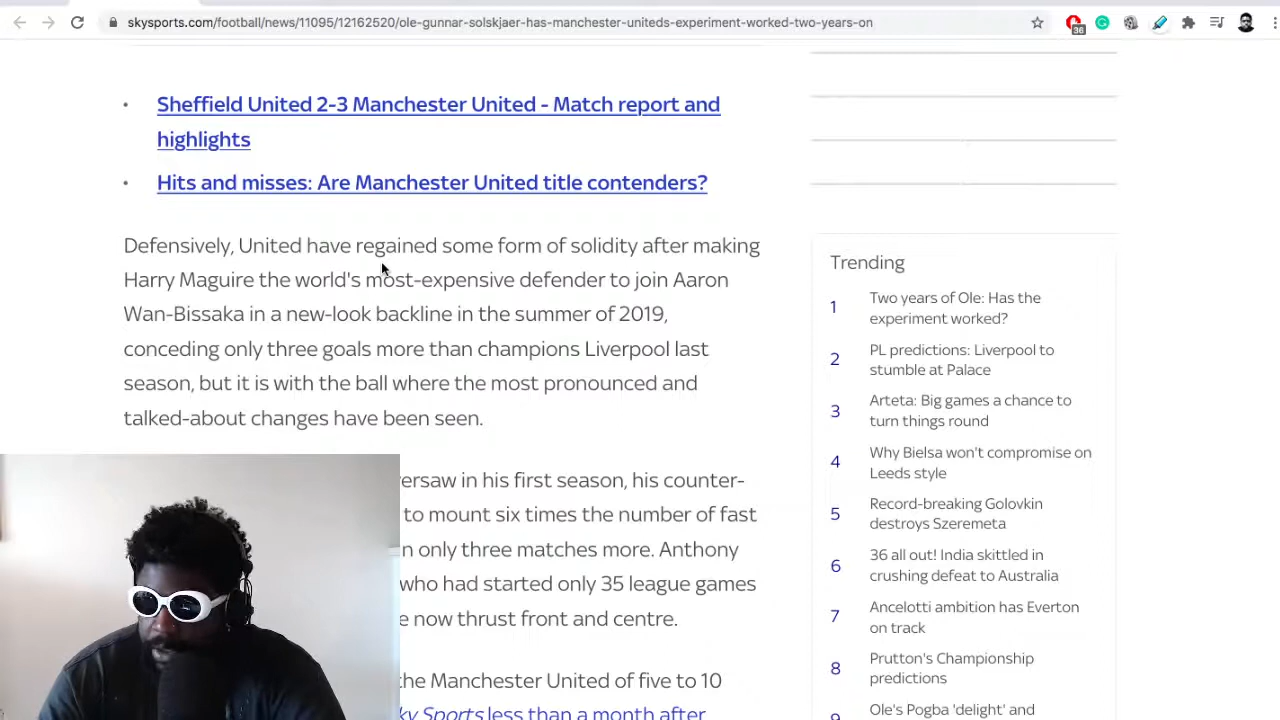 skysports.com/football/news/11095/12162520/ole-gunnar-solskjaer-has-manchester-uniteds-experiment-worked-two-years-on
36
• Sheffield United 2-3 Manchester United - Match report and
highlights
• Hits and misses: Are Manchester United title contenders?
Defensively, United have regained some form of solidity after making
Harry Maguire the world's most-expensive defender to join Aaron
Wan-Bissaka in a new-look backline in the summer of 2019,
conceding only three goals more than champions Liverpool last
season, but it is with the ball where the most pronounced and
talked-about changes have been seen.
ersaw in his first season, his counter-
to mount six times the number of fast
n only three matches more. Anthony
who had started only 35 league games
e now thrust front and centre.
the Manchester United of five to 10
ky Sports less than a month after
Trending
1 Two years of Ole: Has the
experiment worked?
2 PL predictions: Liverpool to
stumble at Palace
3 Arteta: Big games a chance to
turn things round
4 Why Bielsa won't compromise on
Leeds style
5 Record-breaking Golovkin
destroys Szeremeta
6 36 all out! India skittled in
crushing defeat to Australia
7 Ancelotti ambition has Everton
on track
8 Prutton's Championship
predictions
9 Ole's Pogba 'delight' and